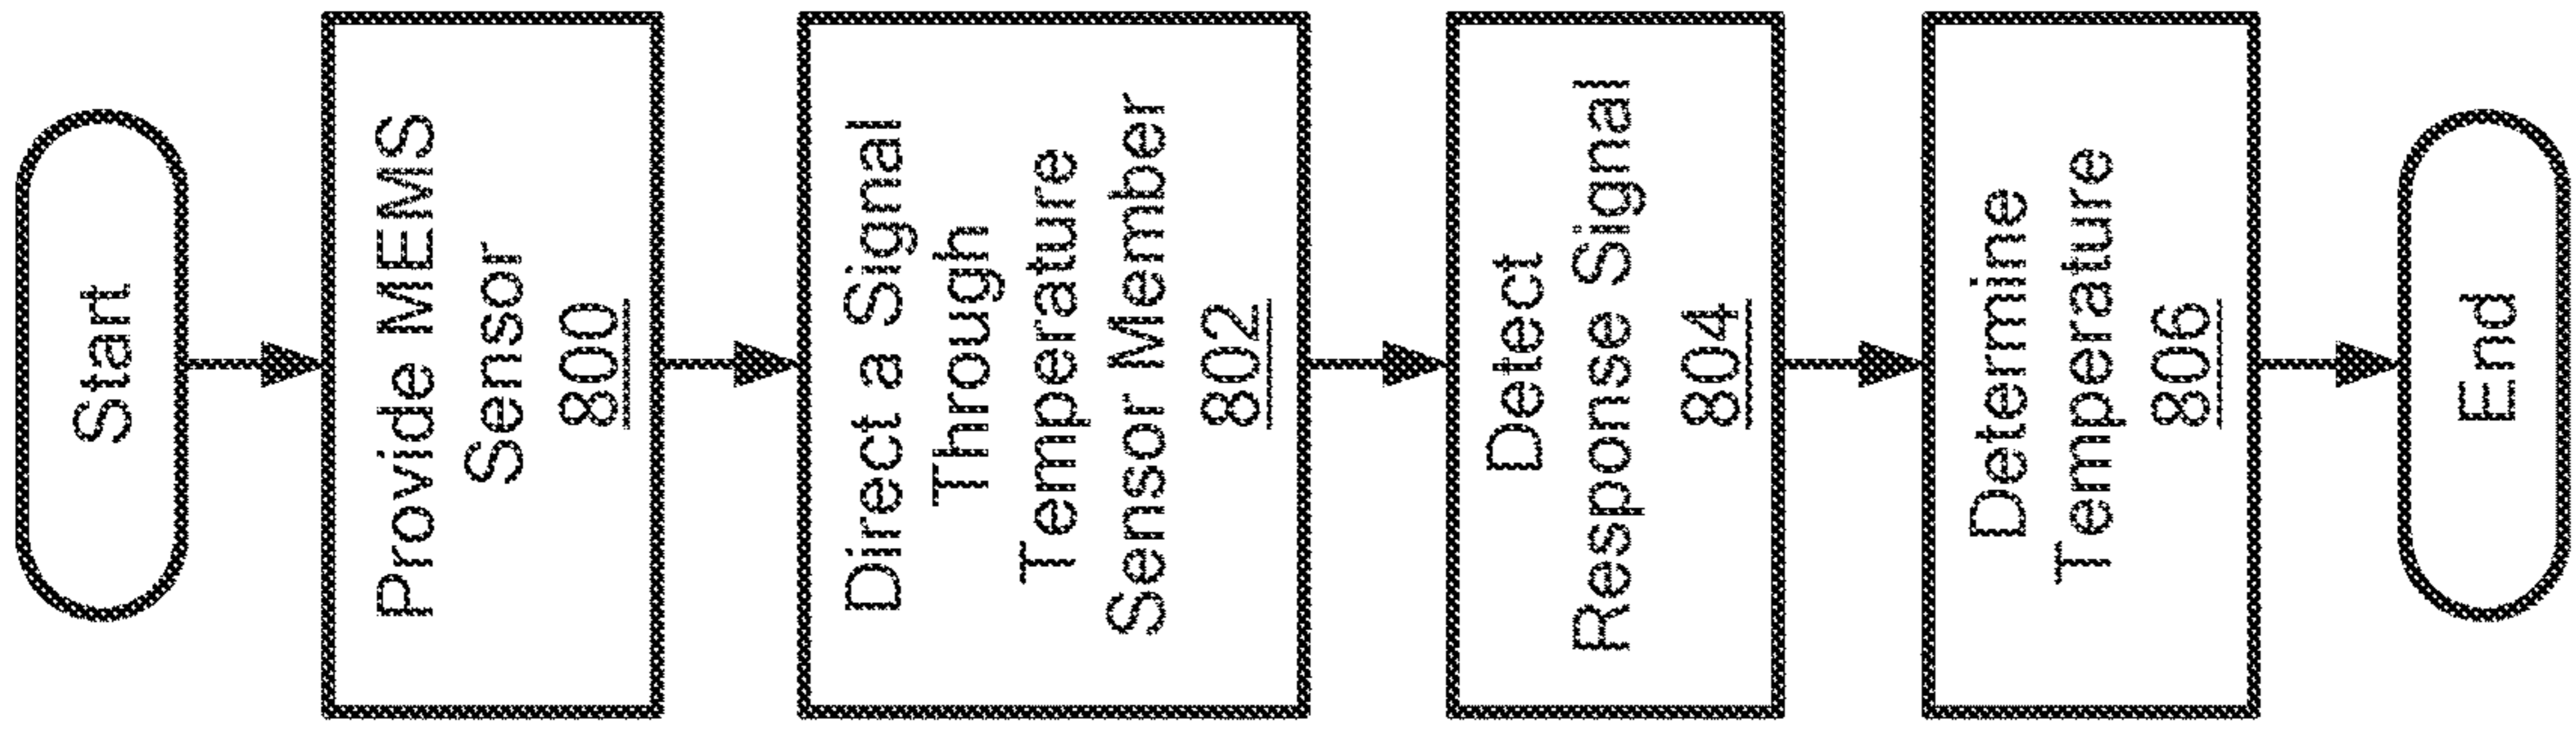 Start
Provide MEMS
Sensor
800
Direct a Signal
Through
Temperature
Sensor Member
802
Detect
Response Signal
804
Determine
Temperature
806
End